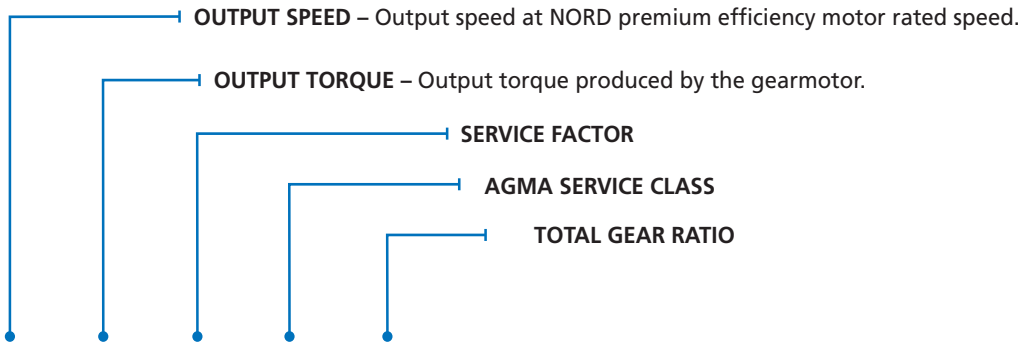 OUTPUT SPEED – Output speed at NORD premium efficiency motor rated speed.
OUTPUT TORQUE – Output torque produced by the gearmotor.
SERVICE FACTOR
AGMA SERVICE CLASS
TOTAL GEAR RATIO